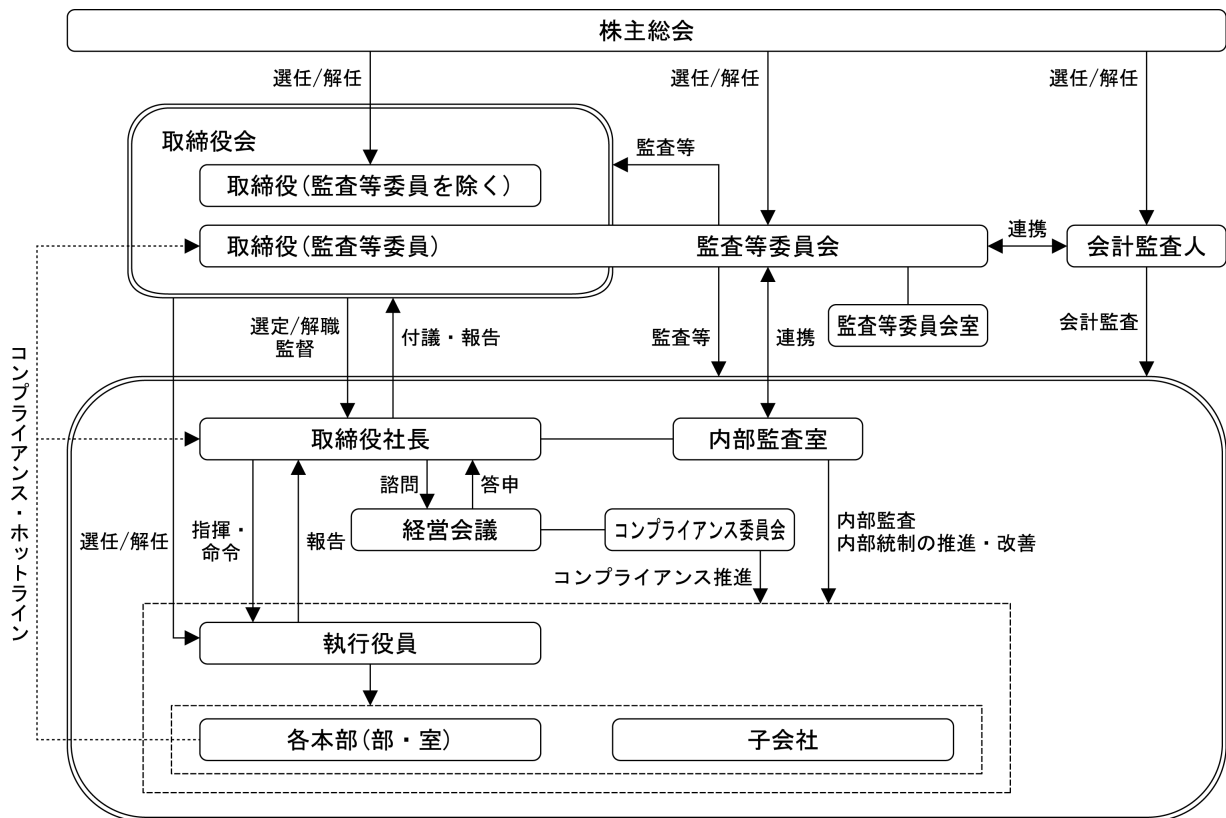 株主総会
選任/解任
選任/解任
選任/解任
取締役会
監査等
取締役(監査等委員を除く)
取締役(監査等委員)
監査等委員会
連携
会計監査人
監査等委員会室
選定/解職
監督
付議・報告
監査等
連携
会計監査
コンプライアンス・ホットライン
取締役社長
内部監査室
諮問
答申
経営会議
コンプライアンス委員会
選任/解任
指揮・
命令
報告
内部監査
内部統制の推進・改善
コンプライアンス推進
執行役員
各本部(部・室)
子会社